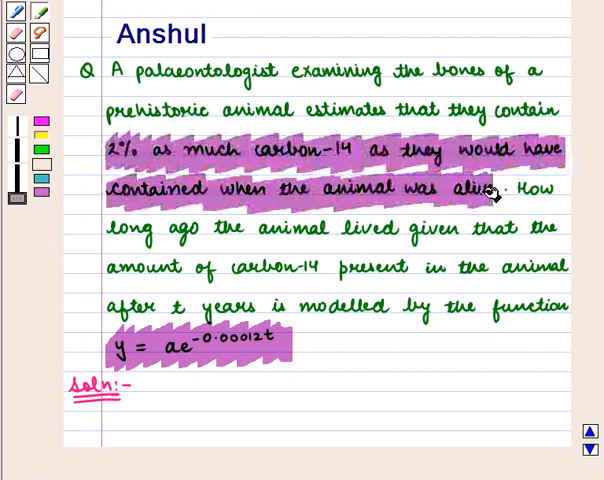 Anshul
Q A palaeontologist examining the bones of a
prehistoric animal estimates that they contain
2% as much carbon-14 as they would have
contained when the animal was alive. How
long ago the animal lived given that the
amount of carbon-14 present in the animal
after t years is modelled by the function
y = ae^-0.00012t
Soln:-